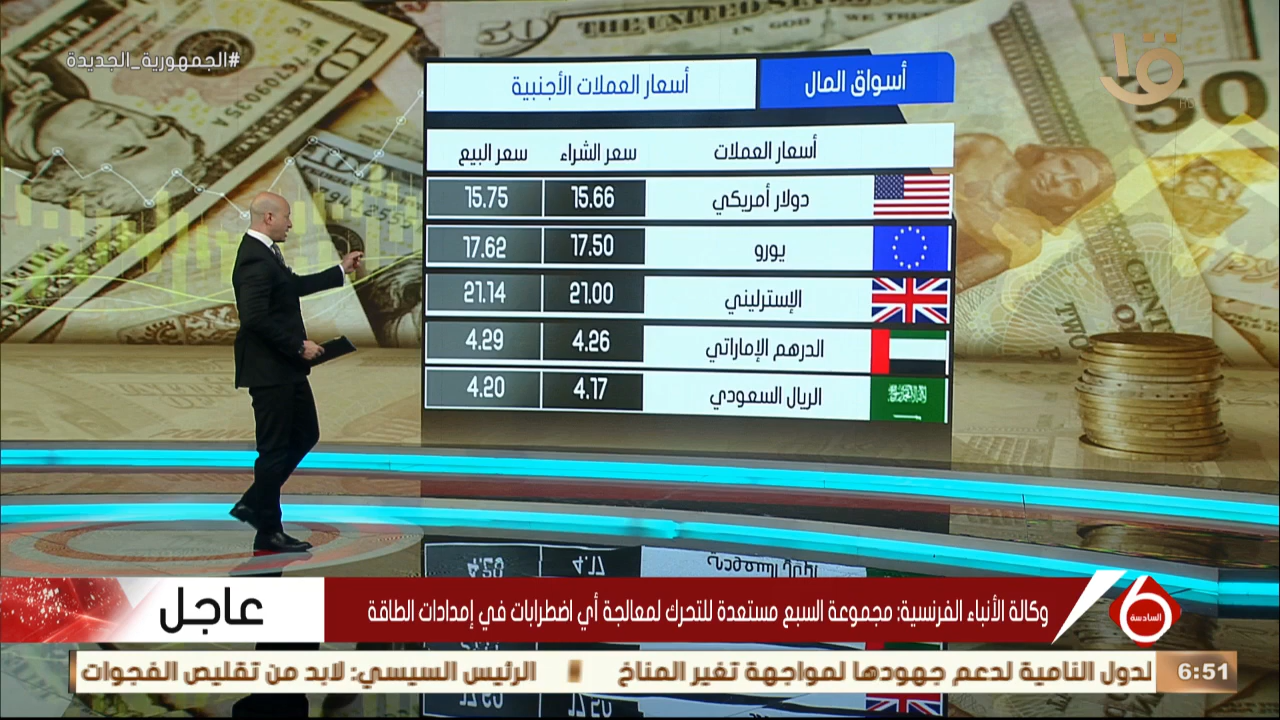 #الجمهورية_الجديدة
أسواق المال
أسعار العملات الأجنبية
أسعار العملات سعر الشراء سعر البيع
دولار أمريكي 15.66 15.75
يورو 17.50 17.62
الإسترليني 21.00 21.14
الدرهم الإماراتي 4.26 4.29
الريال السعودي 4.17 4.20
السادسة
وكالة الأنباء الفرنسية: مجموعة السبع مستعدة للتحرك لمعالجة أي اضطرابات في إمدادات الطاقة
عاجل
6:51
لدول النامية لدعم جهودها لمواجهة تغير المناخ
الرئيس السيسي: لابد من تقليص الفجوات